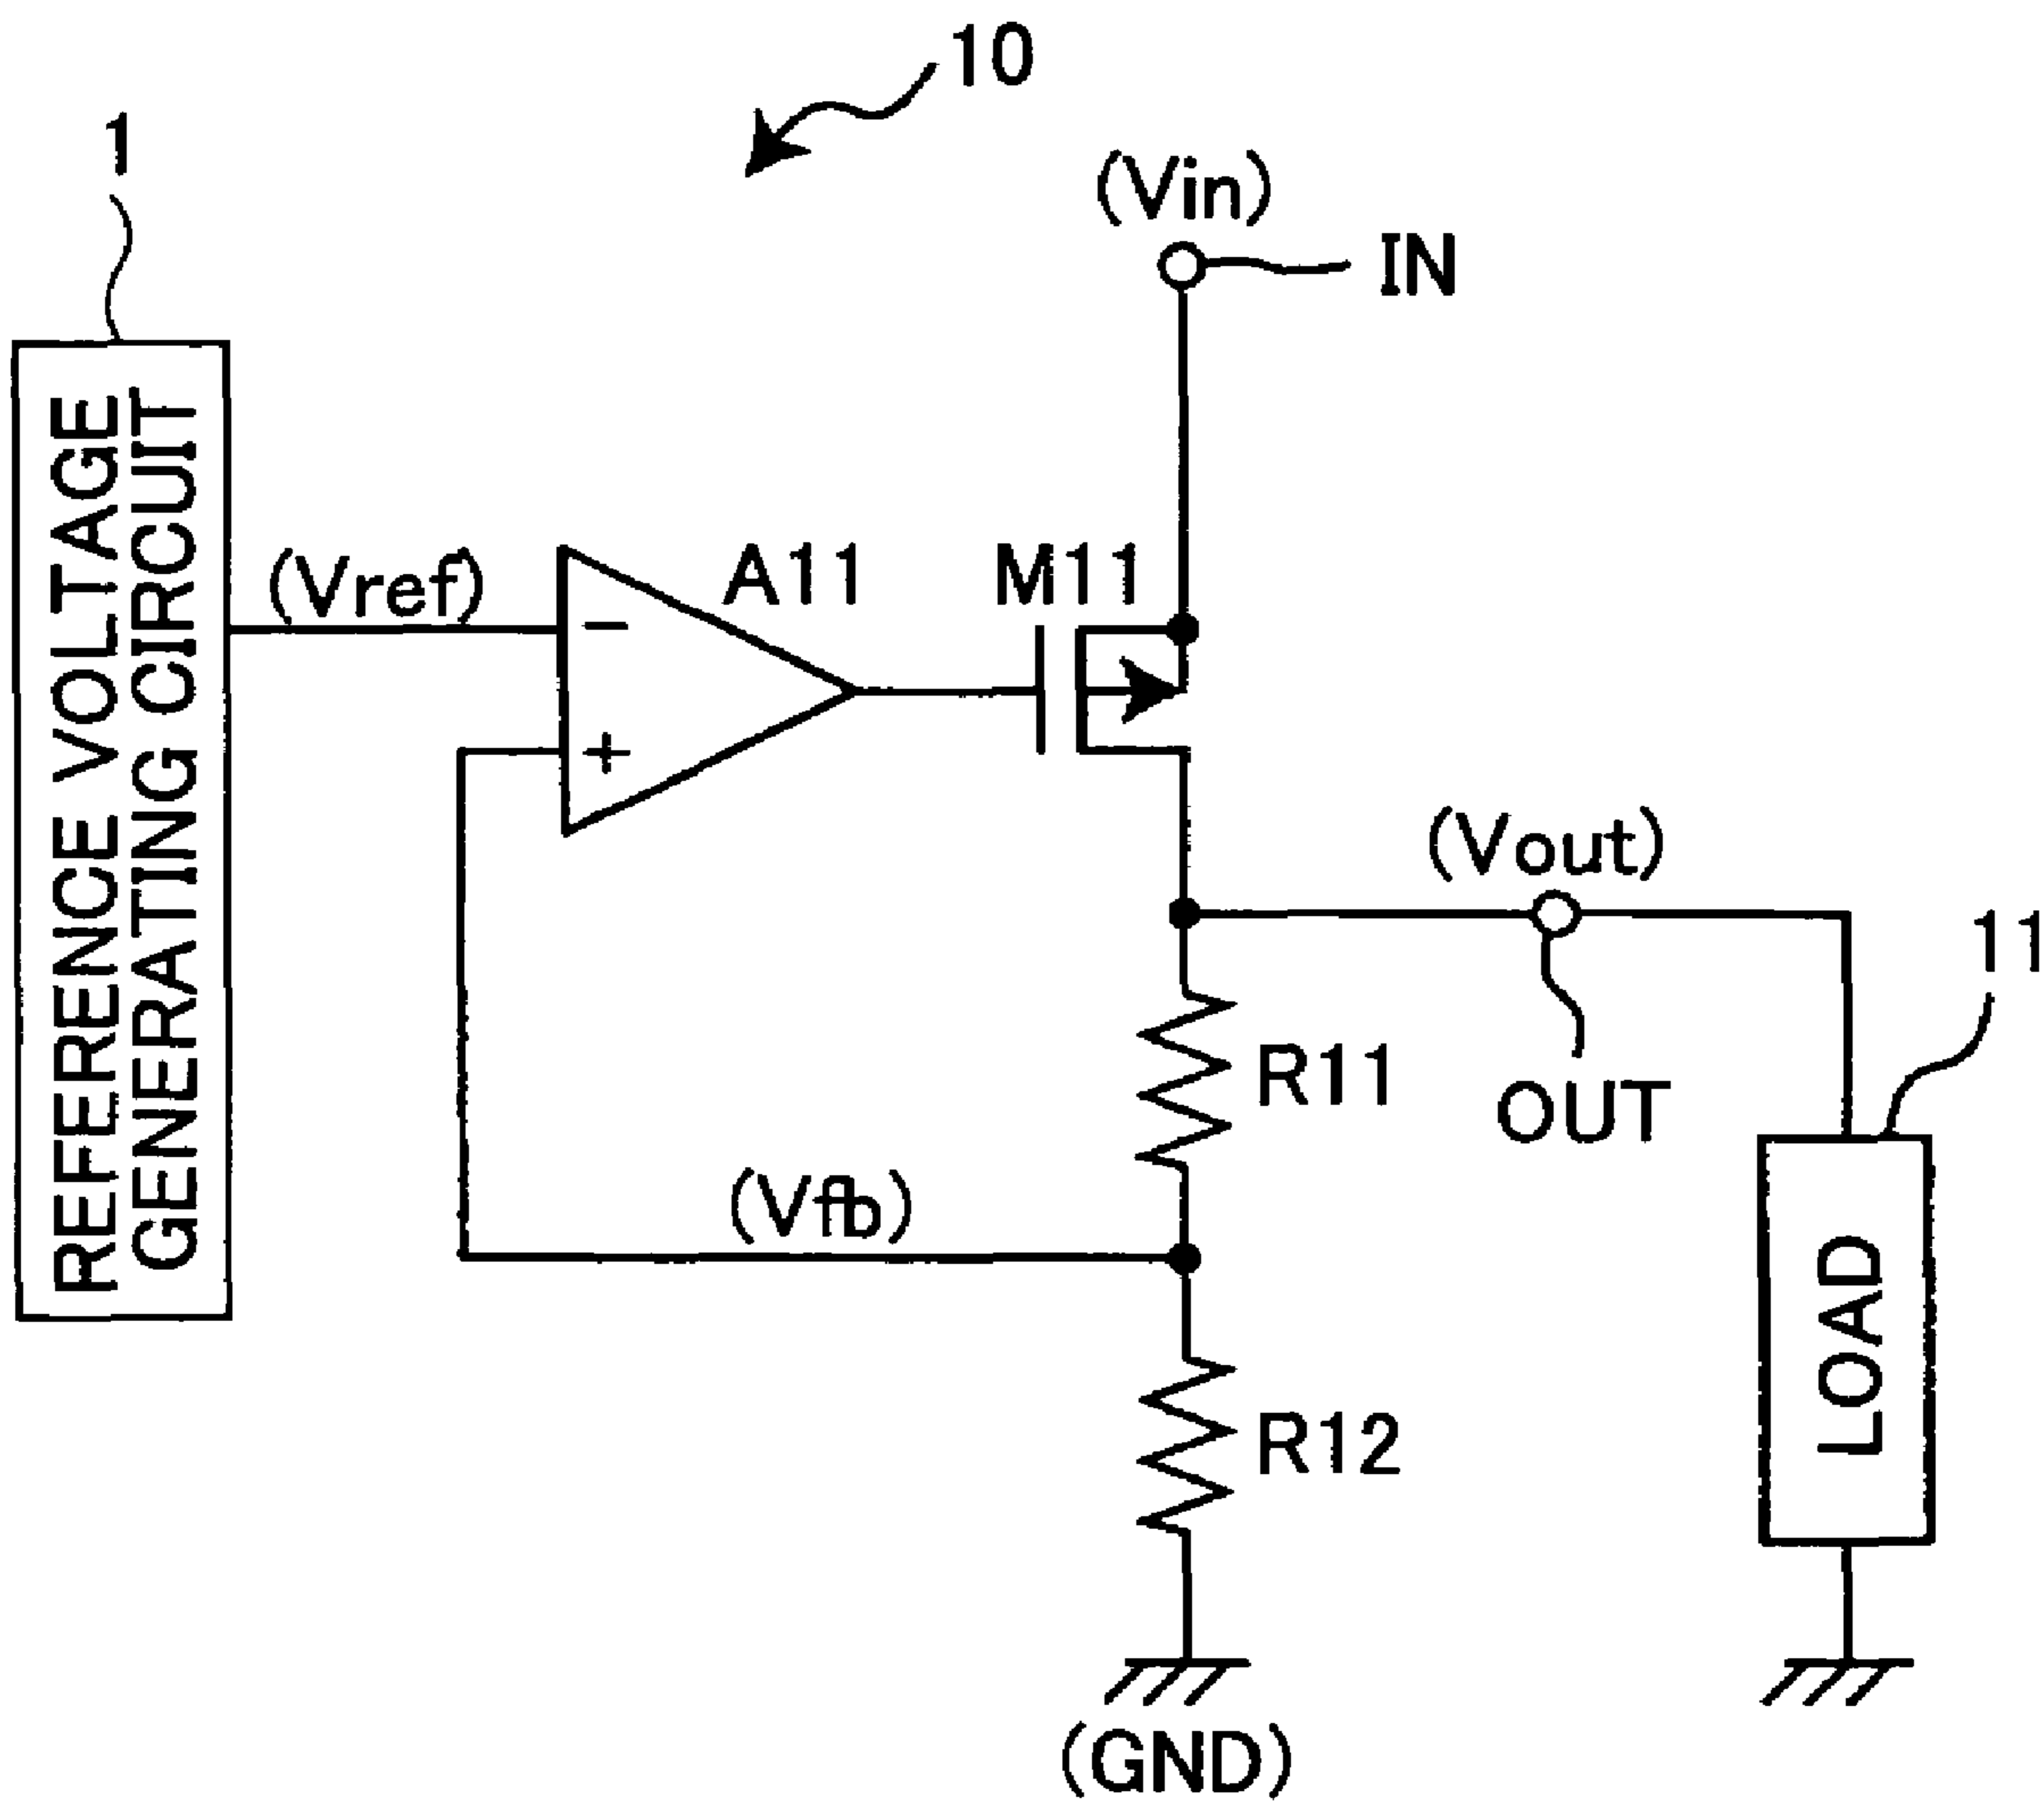 10
1
(Vin)
IN
REFERENCE VOLTAGE
GENERATING CIRCUIT
(Vref)
A11
M11
−
+
(Vout)
11
R11
OUT
(Vfb)
LOAD
R12
(GND)